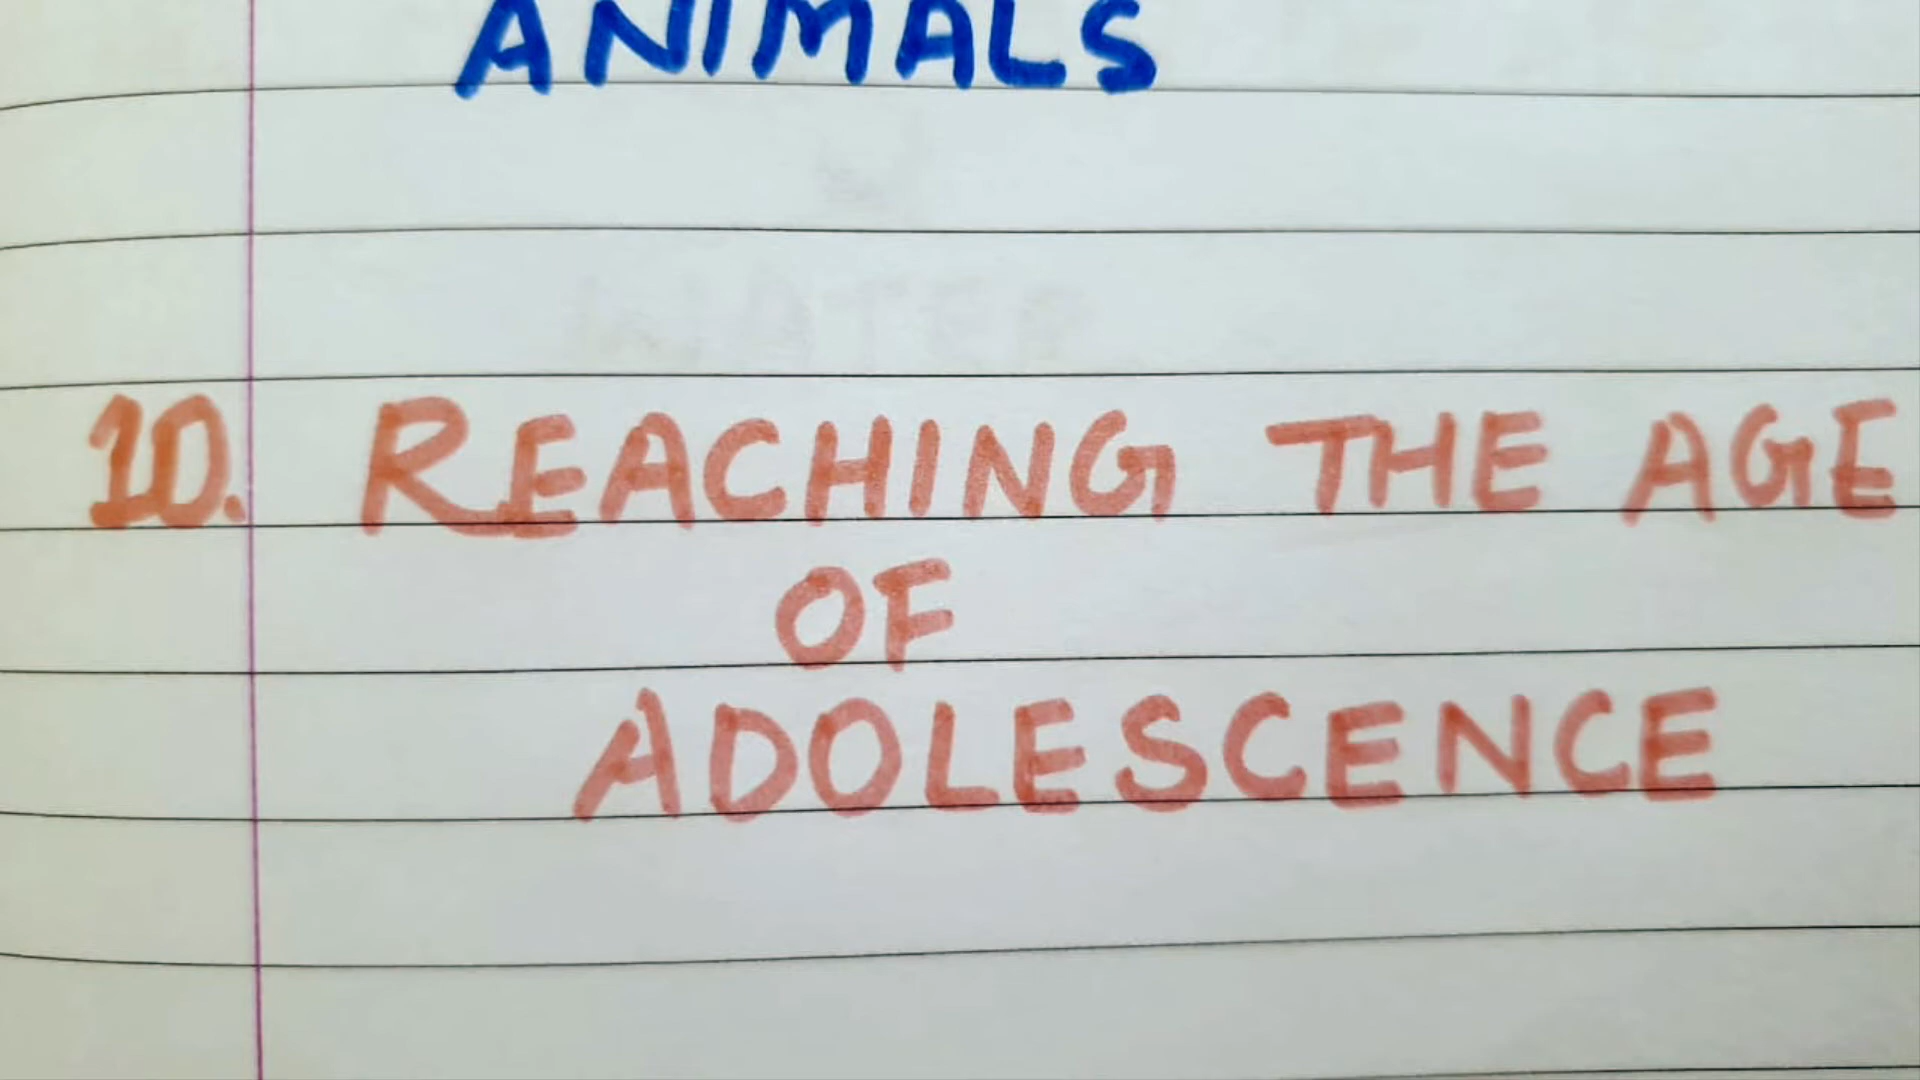 ANIMALS
10. REACHING THE AGE
OF
ADOLESCENCE